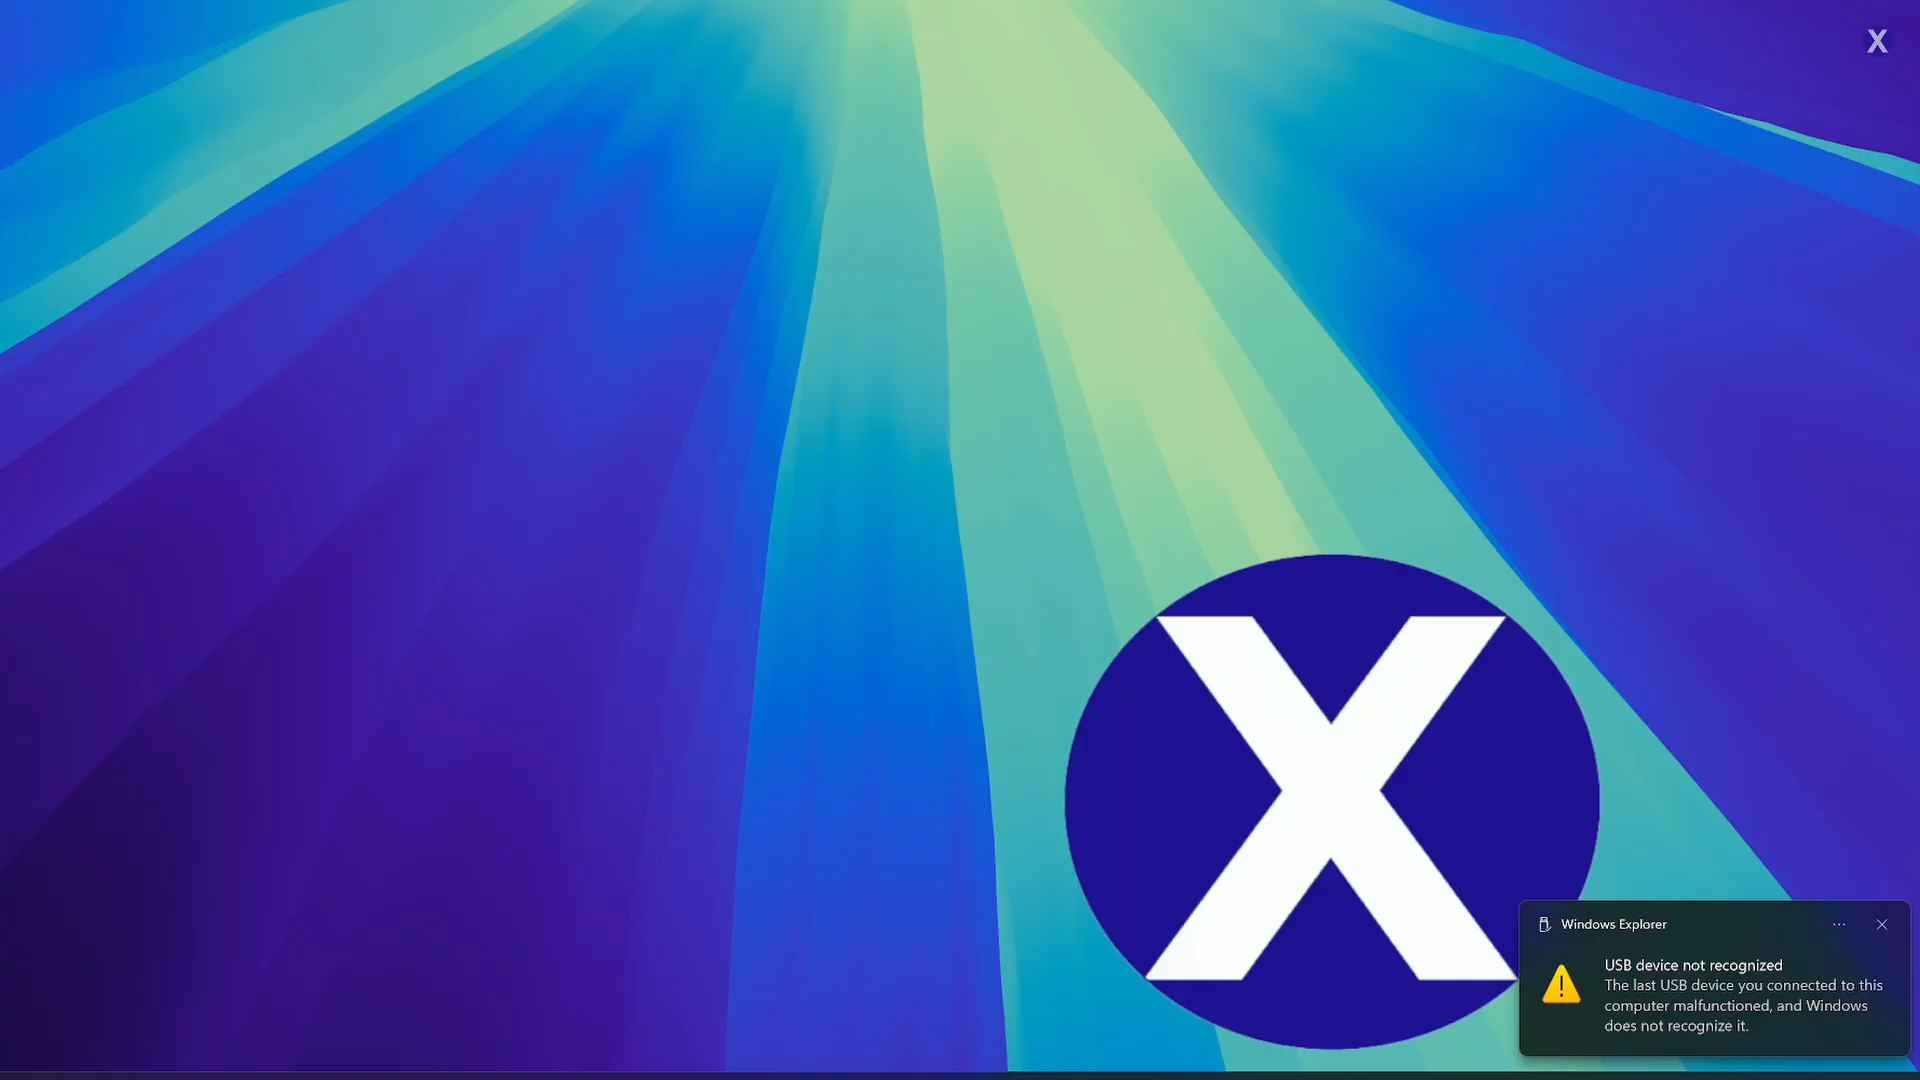 X
X
Windows Explorer
USB device not recognized
The last USB device you connected to this
computer malfunctioned, and Windows
does not recognize it.